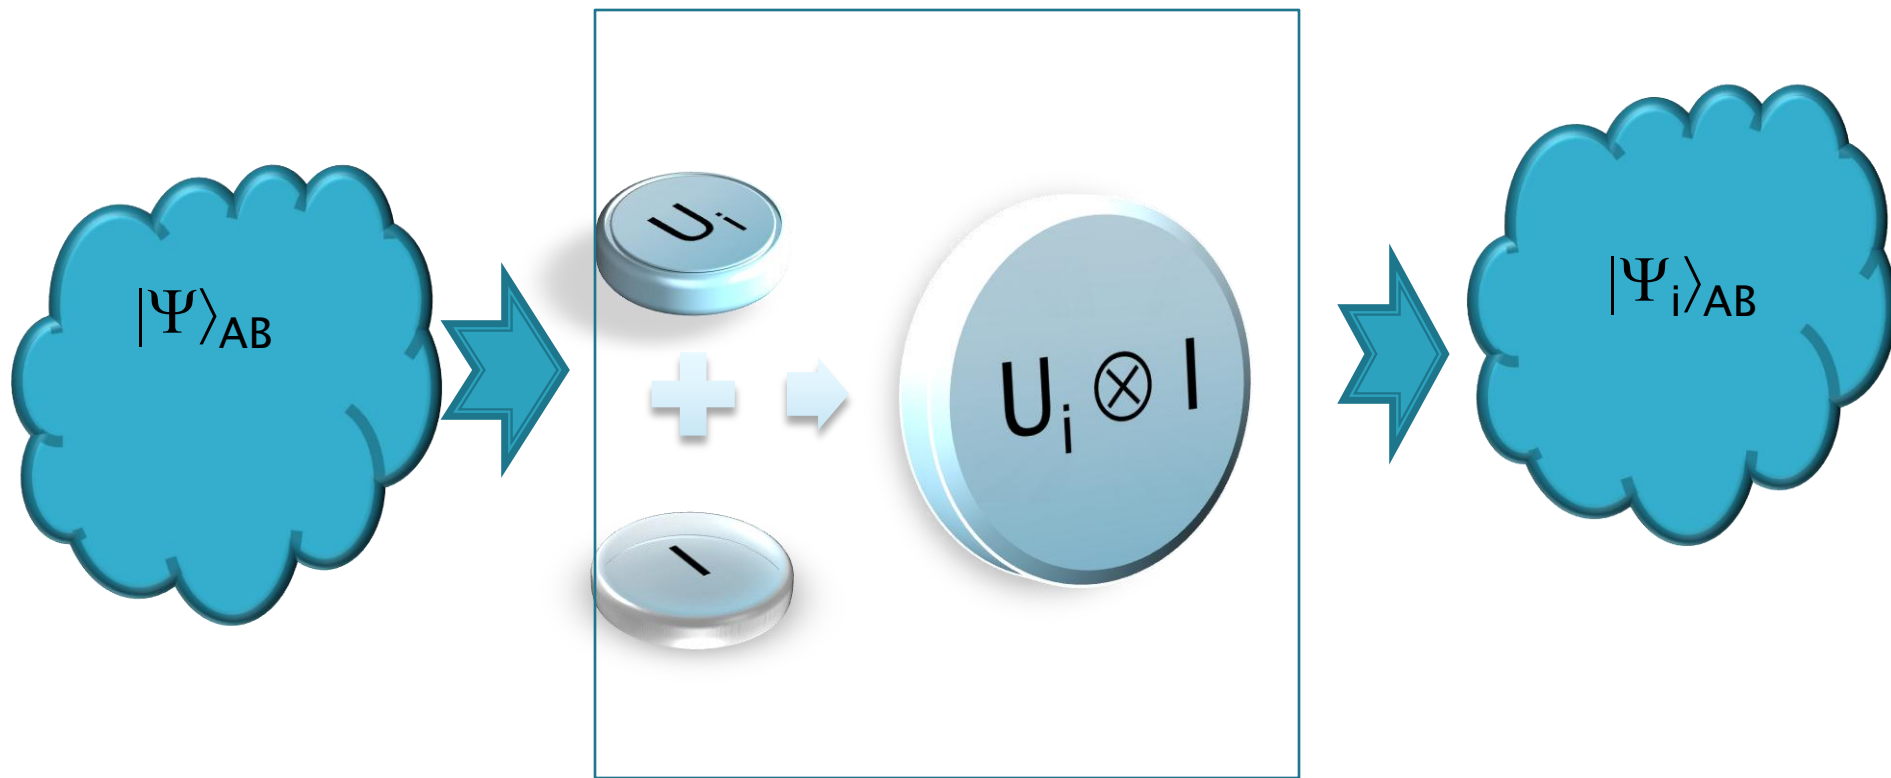 |Ψ⟩AB
Ui
I
Ui ⊗ I
|Ψi⟩AB